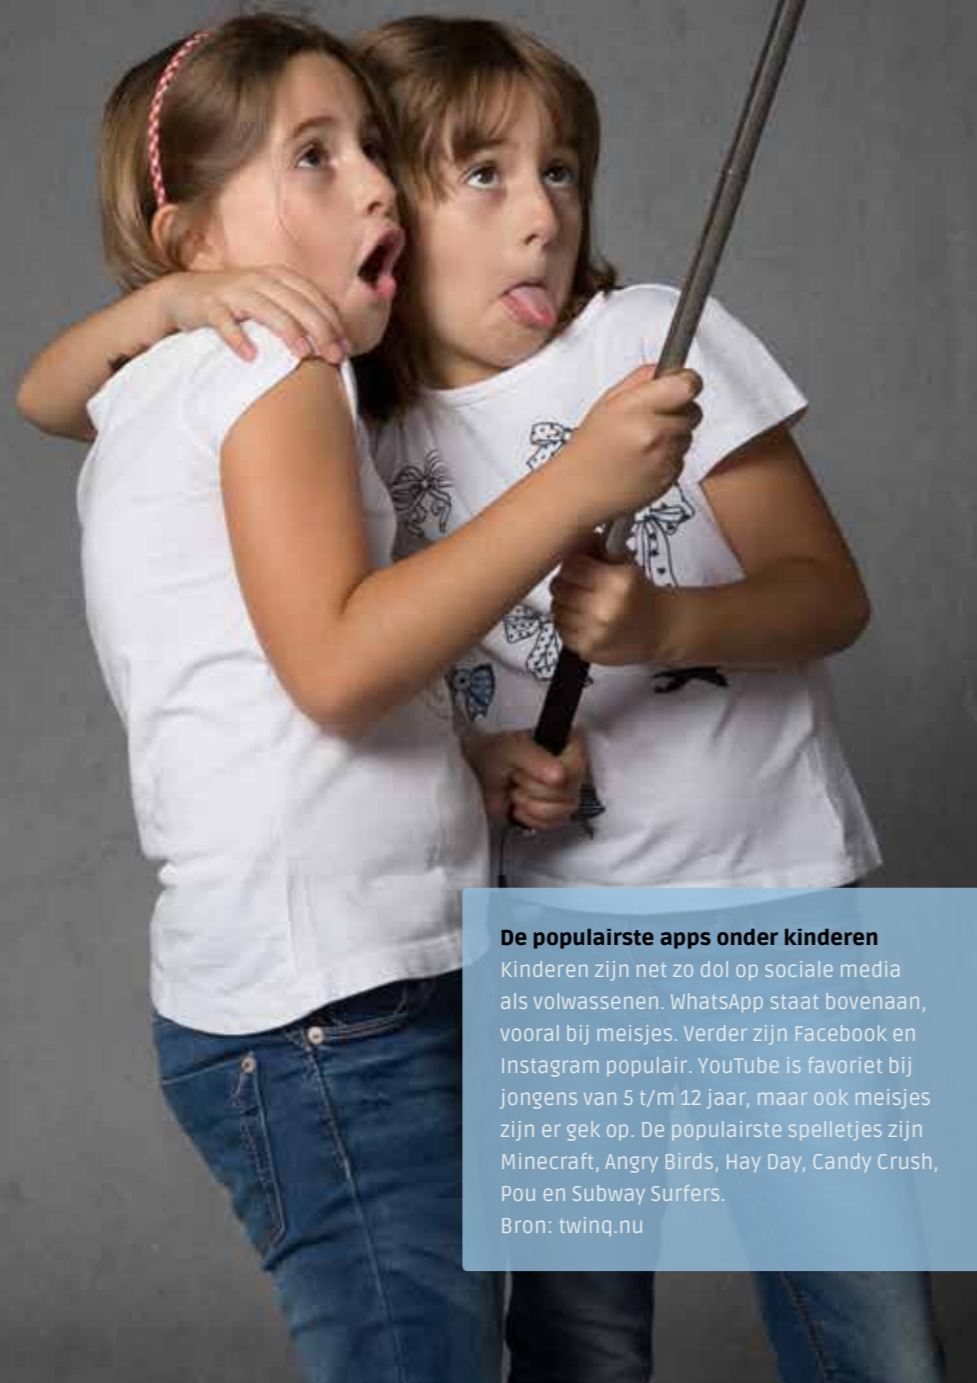 De populairste apps onder kinderen
Kinderen zijn net zo dol op sociale media
als volwassenen. WhatsApp staat bovenaan,
vooral bij meisjes. Verder zijn Facebook en
Instagram populair. YouTube is favoriet bij
jongens van 5 t/m 12 jaar, maar ook meisjes
zijn er gek op. De populairste spelletjes zijn
Minecraft, Angry Birds, Hay Day, Candy Crush,
Pou en Subway Surfers.
Bron: twinq.nu